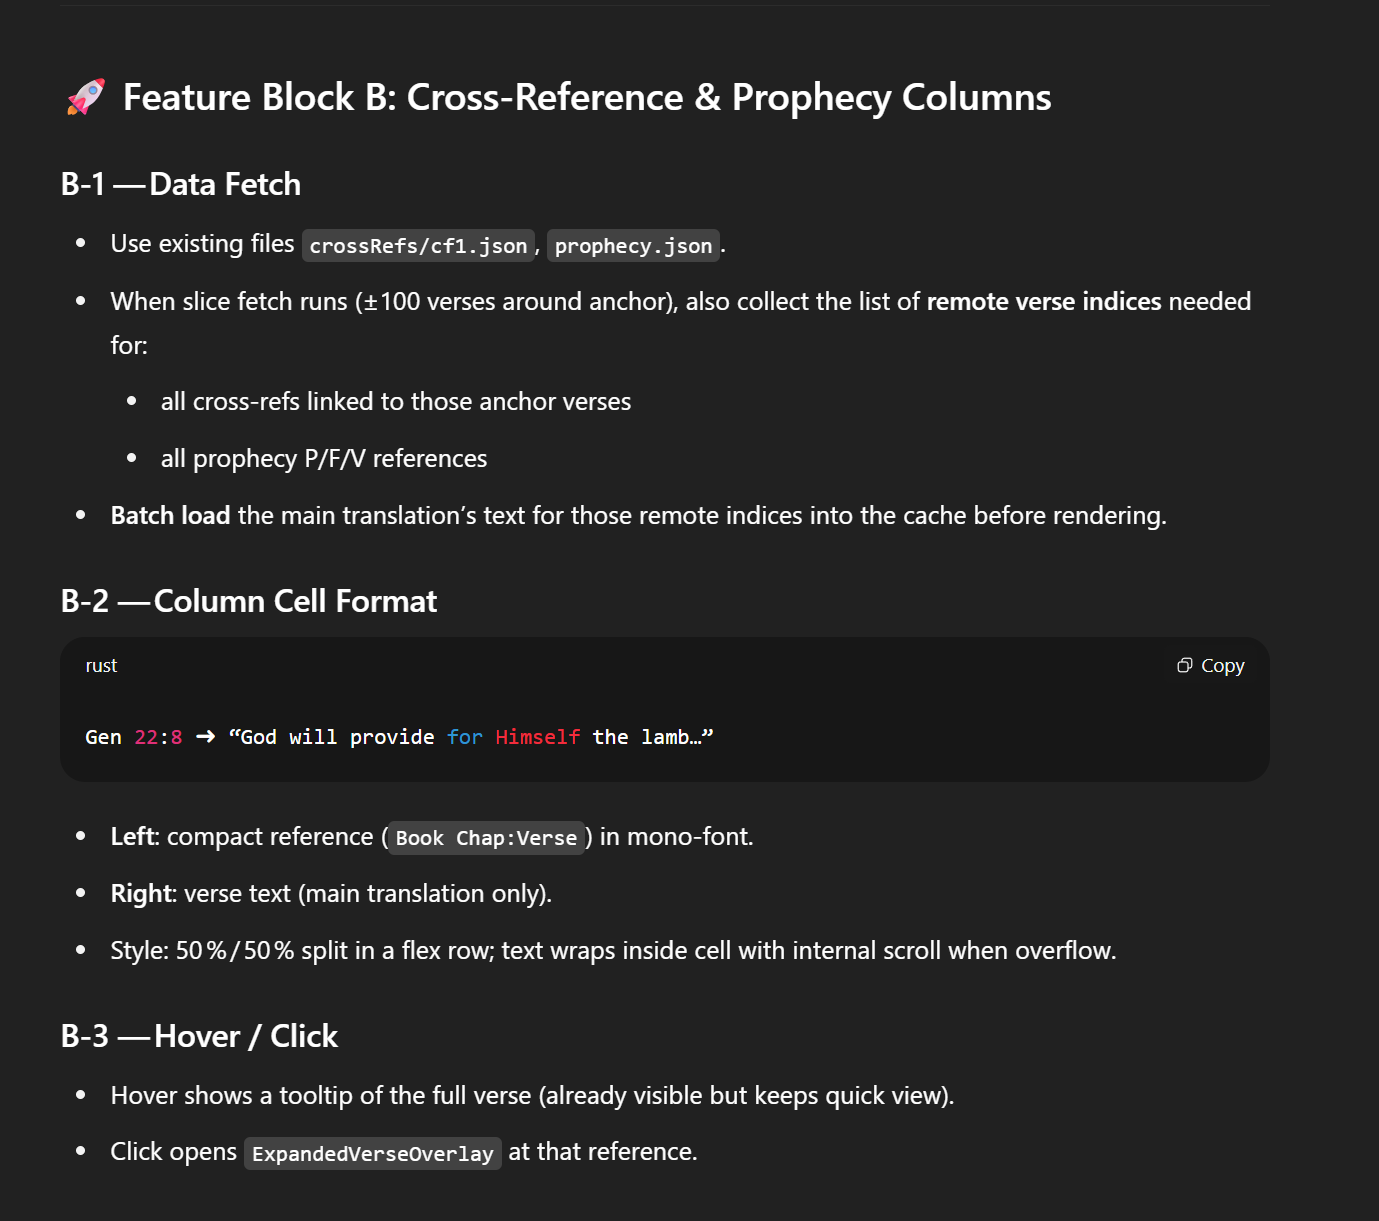 🚀 Feature Block B: Cross-Reference & Prophecy Columns
B-1 — Data Fetch
• Use existing files crossRefs/cf1.json, prophecy.json.
• When slice fetch runs (±100 verses around anchor), also collect the list of remote verse indices needed
for:
• all cross-refs linked to those anchor verses
• all prophecy P/F/V references
• Batch load the main translation’s text for those remote indices into the cache before rendering.
B-2 — Column Cell Format
rust Copy
Gen 22:8 → “God will provide for Himself the lamb…”
• Left: compact reference (Book Chap:Verse) in mono-font.
• Right: verse text (main translation only).
• Style: 50 % / 50 % split in a flex row; text wraps inside cell with internal scroll when overflow.
B-3 — Hover / Click
• Hover shows a tooltip of the full verse (already visible but keeps quick view).
• Click opens ExpandedVerseOverlay at that reference.